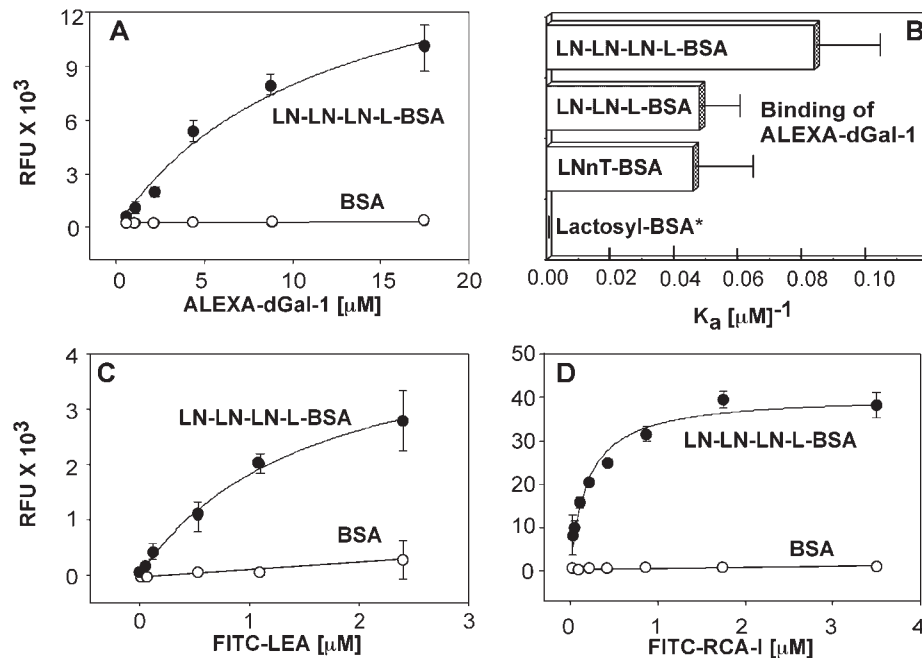 A
RFU X 10³
12
9
6
3
0
LN-LN-LN-L-BSA
BSA
0 5 10 15 20
ALEXA-dGal-1 [µM]
B
LN-LN-LN-L-BSA
LN-LN-L-BSA
LNnT-BSA
Lactosyl-BSA*
Binding of
ALEXA-dGal-1
0.00 0.02 0.04 0.06 0.08 0.10
Ka [µM]-1
C
RFU X 10³
4
3
2
1
0
LN-LN-LN-L-BSA
BSA
0 1 2 3
FITC-LEA [µM]
D
50
40
30
20
10
0
LN-LN-LN-L-BSA
BSA
0 1 2 3 4
FITC-RCA-I [µM]